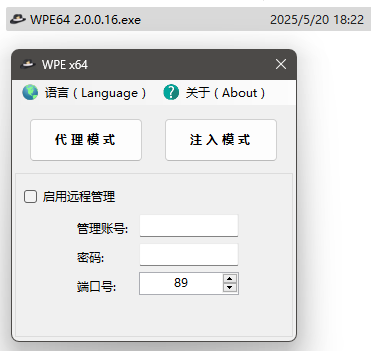 WPE64 2.0.0.16.exe 2025/5/20 18:22
WPE x64
语言 ( Language ) 关于 ( About )
代 理 模 式 注 入 模 式
启用远程管理
管理账号:
密码:
端口号: 89